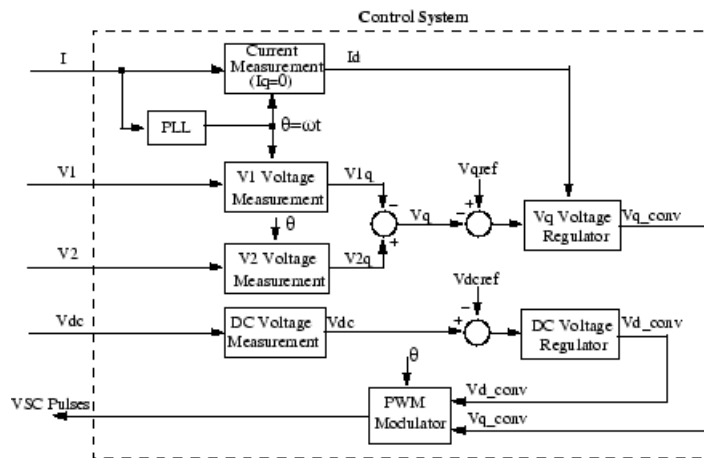 Control System
I
Current
Measurement
(Iq=0)
Id
PLL
θ=ωt
V1
V1 Voltage
Measurement
V1q
Vqref
−
+
−
Vq
Vq Voltage
Regulator
Vq_conv
θ
+
V2
V2 Voltage
Measurement
V2q
Vdcref
−
+
Vdc
DC Voltage
Measurement
Vdc
DC Voltage
Regulator
Vd_conv
θ
VSC Pulses
PWM
Modulator
Vd_conv
Vq_conv